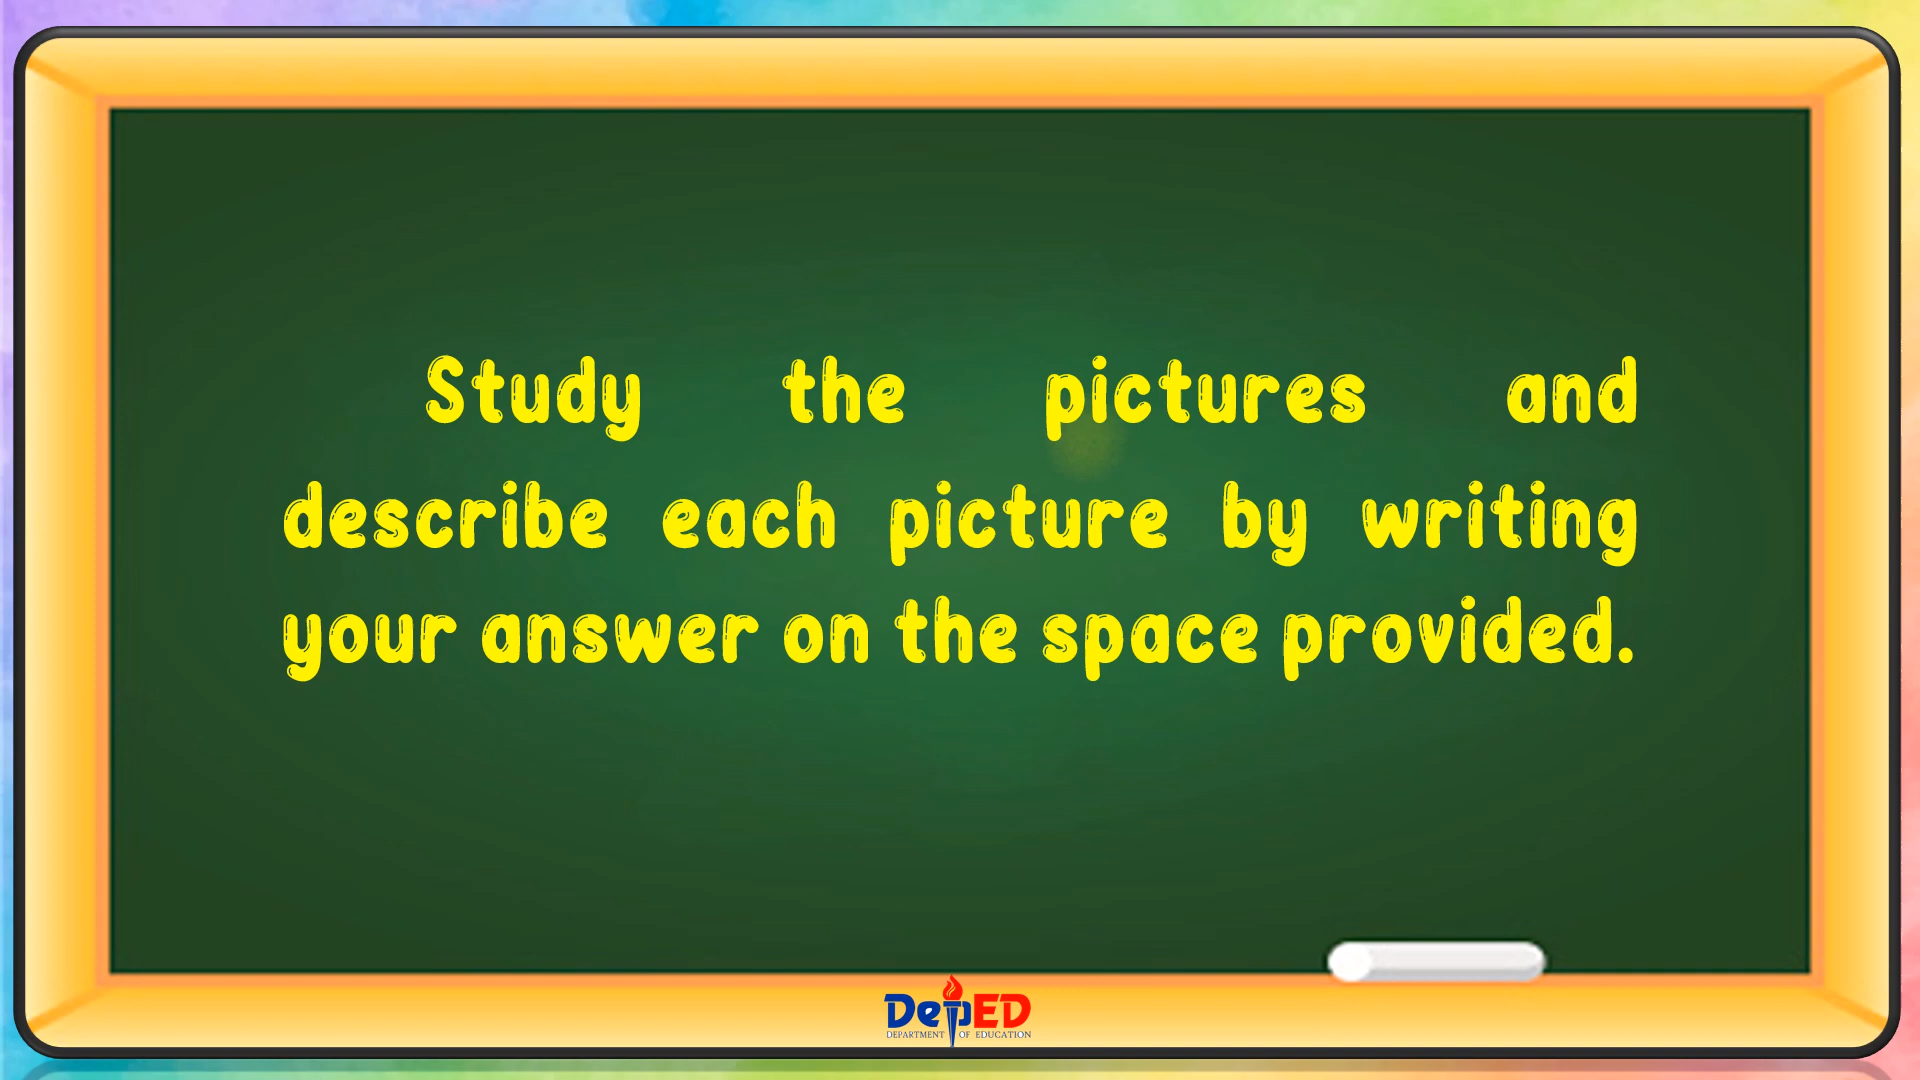 Study the pictures and
describe each picture by writing
your answer on the space provided.
DepED
DEPARTMENT OF EDUCATION